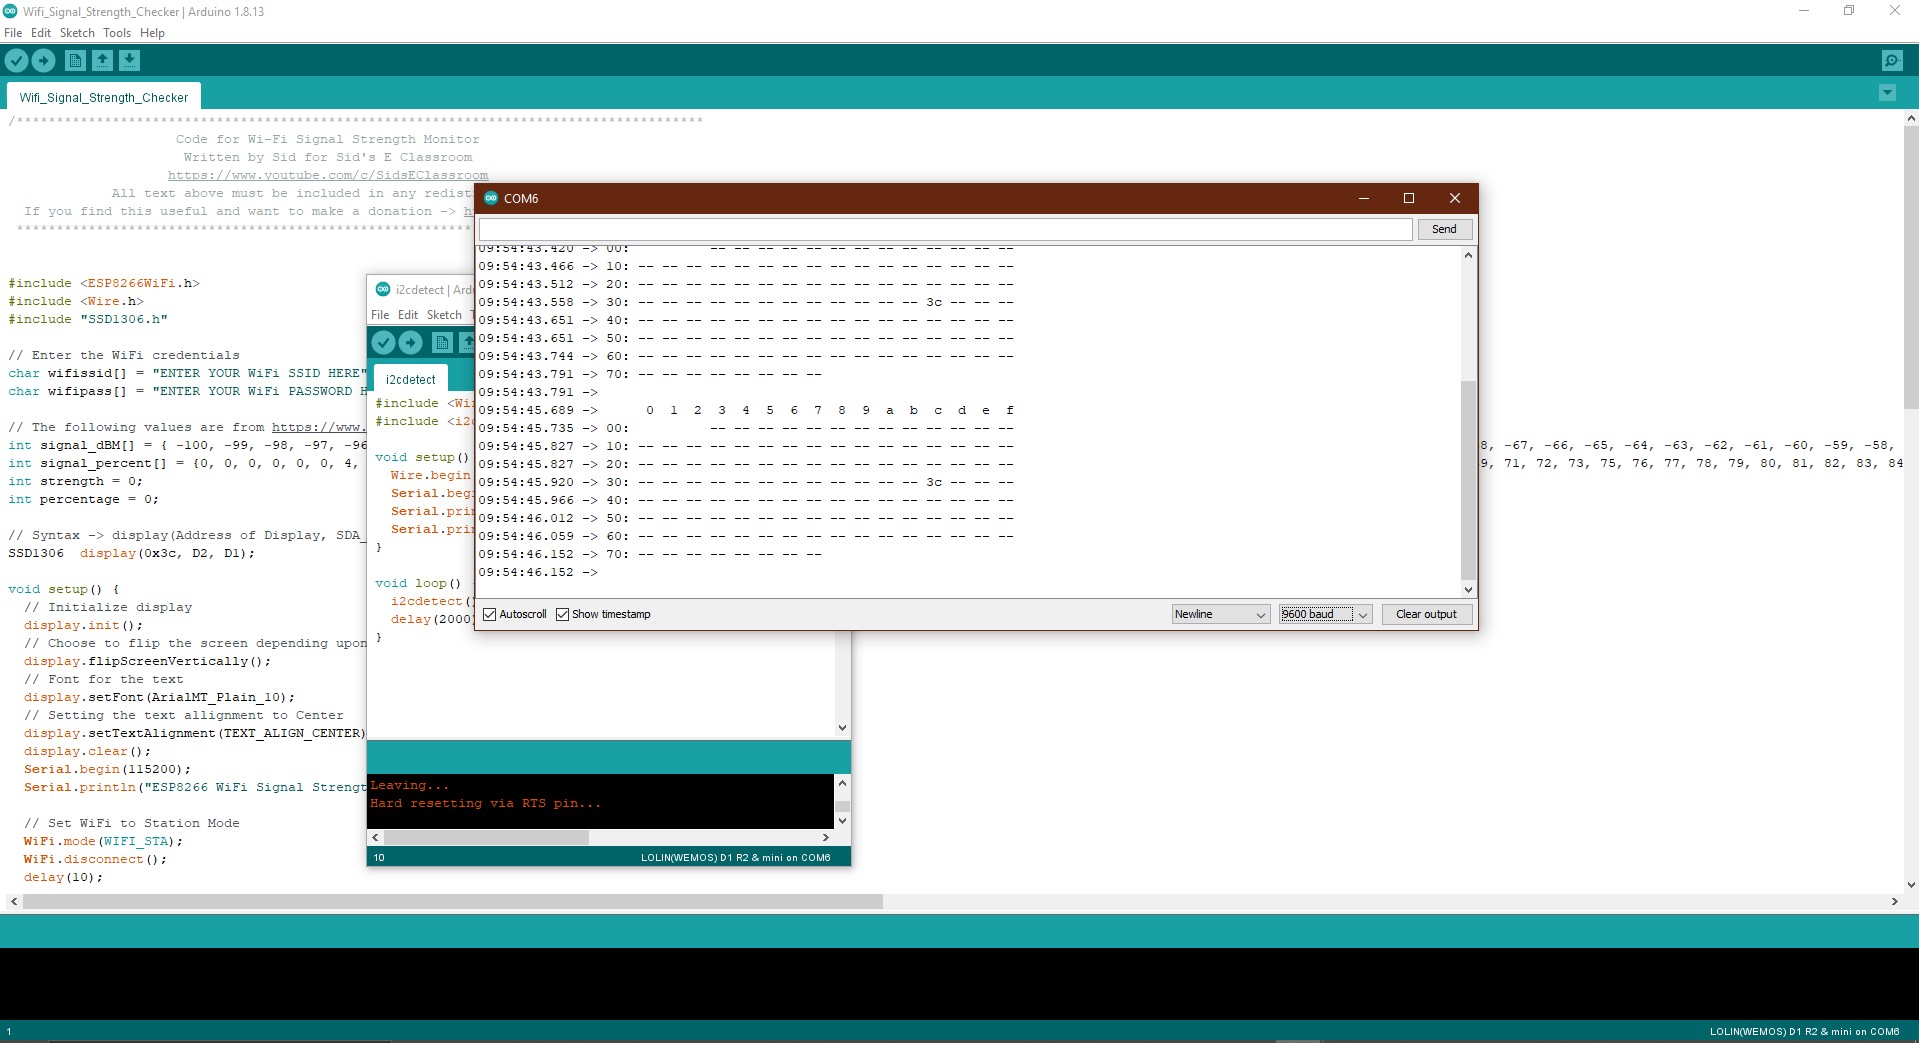 Wifi_Signal_Strength_Checker | Arduino 1.8.13
File Edit Sketch Tools Help
Wifi_Signal_Strength_Checker
/**************************************************************************************
Code for Wi-Fi Signal Strength Monitor
Written by Sid for Sid's E Classroom
https://www.youtube.com/c/SidsEClassroom
All text above must be included in any
If you find this useful and want to make a donation ->
#include <ESP8266WiFi.h>
#include <Wire.h>
#include "SSD1306.h"
// Enter the WiFi credentials
char wifissid[] = "ENTER YOUR WiFi SSID HERE"
char wifipass[] = "ENTER YOUR WiFi PASSWORD H
// The following values are from https://www.
int signal_dBM[] = { -100, -99, -98, -97, -96
8, -67, -66, -65, -64, -63, -62, -61, -60, -59, -58,
int signal_percent[] = {0, 0, 0, 0, 0, 0, 4,
9, 71, 72, 73, 75, 76, 77, 78, 79, 80, 81, 82, 83, 84
int strength = 0;
int percentage = 0;
// Syntax -> display(Address of Display, SDA_
SSD1306  display(0x3c, D2, D1);
void setup() {
// Initialize display
display.init();
// Choose to flip the screen depending upon
display.flipScreenVertically();
// Font for the text
display.setFont(ArialMT_Plain_10);
// Setting the text allignment to Center
display.setTextAlignment(TEXT_ALIGN_CENTER)
display.clear();
Serial.begin(115200);
Serial.println("ESP8266 WiFi Signal Strengt
// Set WiFi to Station Mode
WiFi.mode(WIFI_STA);
WiFi.disconnect();
delay(10);
1
LOLIN(WEMOS) D1 R2 & mini on COM6
i2cdetect | Ardu
File Edit Sketch
i2cdetect
#include <Wi
#include <i2c
void setup()
Wire.begin
Serial.beg
Serial.pri
Serial.pri
}
void loop()
i2cdetect(
delay(2000
}
Leaving...
Hard resetting via RTS pin...
10
LOLIN(WEMOS) D1 R2 & mini on COM6
COM6
Send
09:54:43.420 -> 00:          -- -- -- -- -- -- -- -- -- -- -- -- --
09:54:43.466 -> 10: -- -- -- -- -- -- -- -- -- -- -- -- -- -- -- --
09:54:43.512 -> 20: -- -- -- -- -- -- -- -- -- -- -- -- -- -- -- --
09:54:43.558 -> 30: -- -- -- -- -- -- -- -- -- -- -- -- 3c -- -- --
09:54:43.651 -> 40: -- -- -- -- -- -- -- -- -- -- -- -- -- -- -- --
09:54:43.651 -> 50: -- -- -- -- -- -- -- -- -- -- -- -- -- -- -- --
09:54:43.744 -> 60: -- -- -- -- -- -- -- -- -- -- -- -- -- -- -- --
09:54:43.791 -> 70: -- -- -- -- -- -- -- --
09:54:43.791 ->
09:54:45.689 ->      0  1  2  3  4  5  6  7  8  9  a  b  c  d  e  f
09:54:45.735 -> 00:          -- -- -- -- -- -- -- -- -- -- -- -- --
09:54:45.827 -> 10: -- -- -- -- -- -- -- -- -- -- -- -- -- -- -- --
09:54:45.827 -> 20: -- -- -- -- -- -- -- -- -- -- -- -- -- -- -- --
09:54:45.920 -> 30: -- -- -- -- -- -- -- -- -- -- -- -- 3c -- -- --
09:54:45.966 -> 40: -- -- -- -- -- -- -- -- -- -- -- -- -- -- -- --
09:54:46.012 -> 50: -- -- -- -- -- -- -- -- -- -- -- -- -- -- -- --
09:54:46.059 -> 60: -- -- -- -- -- -- -- -- -- -- -- -- -- -- -- --
09:54:46.152 -> 70: -- -- -- -- -- -- -- --
09:54:46.152 ->
Autoscroll Show timestamp
Newline
9600 baud
Clear output